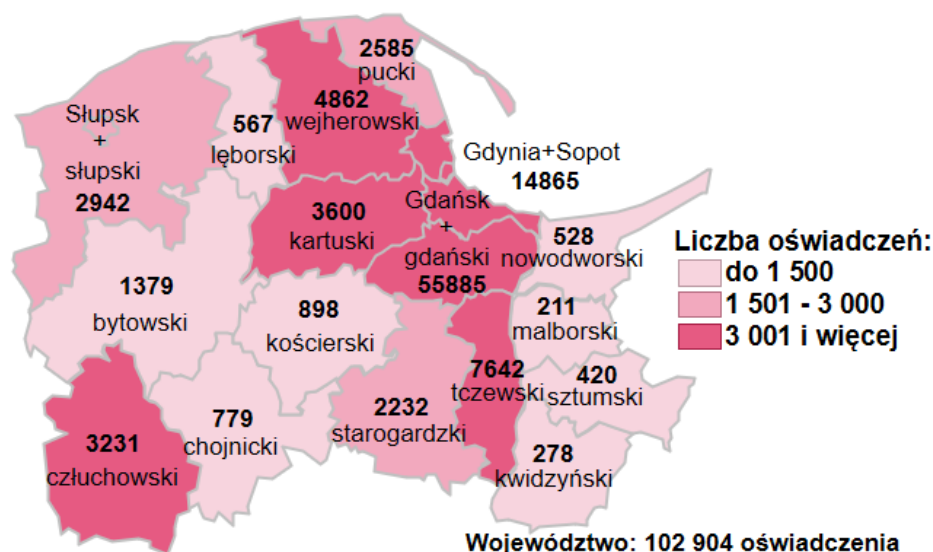 2585
pucki
4862
wejherowski
Słupsk
+
słupski
2942
567
lęborski
Gdynia+Sopot
14865
Gdańsk
+
gdański
55885
3600
kartuski
528
nowodworski
Liczba oświadczeń:
do 1 500
1 501 - 3 000
3 001 i więcej
1379
bytowski
898
kościerski
211
malborski
7642
tczewski
420
sztumski
2232
starogardzki
779
chojnicki
3231
człuchowski
278
kwidzyński
Województwo: 102 904 oświadczenia